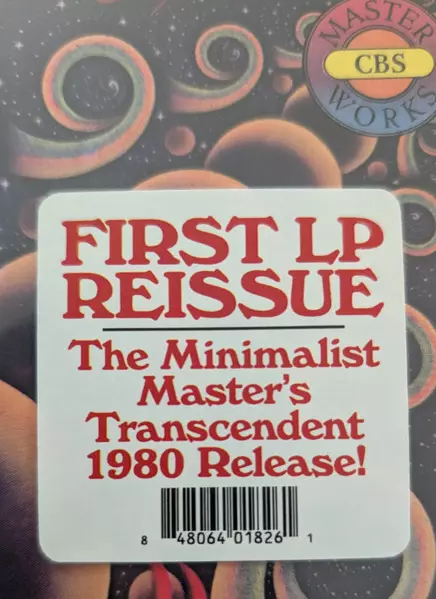 MASTER
CBS
WORKS
FIRST LP
REISSUE
The Minimalist
Master's
Transcendent
1980 Release!
8 48064 01826 1